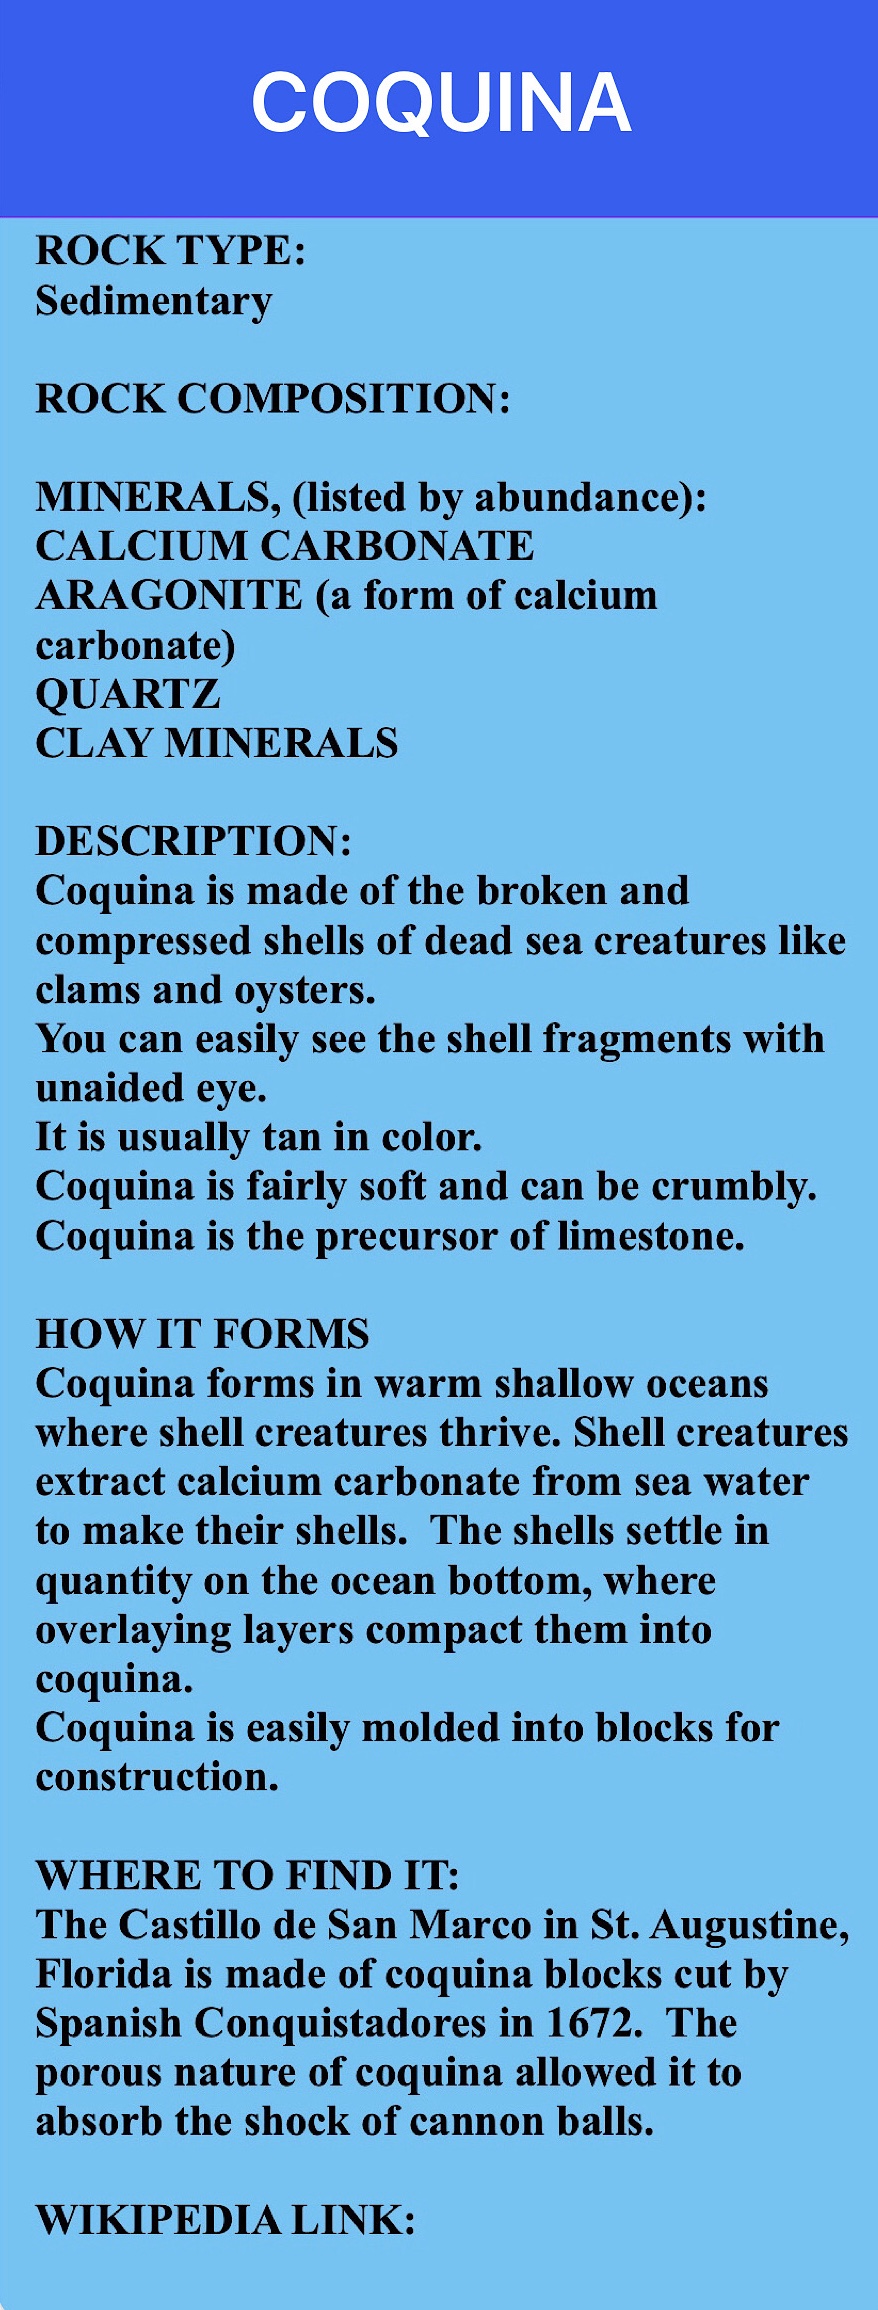 COQUINA
ROCK TYPE:
Sedimentary
ROCK COMPOSITION:
MINERALS, (listed by abundance):
CALCIUM CARBONATE
ARAGONITE (a form of calcium
carbonate)
QUARTZ
CLAY MINERALS
DESCRIPTION:
Coquina is made of the broken and
compressed shells of dead sea creatures like
clams and oysters.
You can easily see the shell fragments with
unaided eye.
It is usually tan in color.
Coquina is fairly soft and can be crumbly.
Coquina is the precursor of limestone.
HOW IT FORMS
Coquina forms in warm shallow oceans
where shell creatures thrive. Shell creatures
extract calcium carbonate from sea water
to make their shells.  The shells settle in
quantity on the ocean bottom, where
overlaying layers compact them into
coquina.
Coquina is easily molded into blocks for
construction.
WHERE TO FIND IT:
The Castillo de San Marco in St. Augustine,
Florida is made of coquina blocks cut by
Spanish Conquistadores in 1672.  The
porous nature of coquina allowed it to
absorb the shock of cannon balls.
WIKIPEDIA LINK: